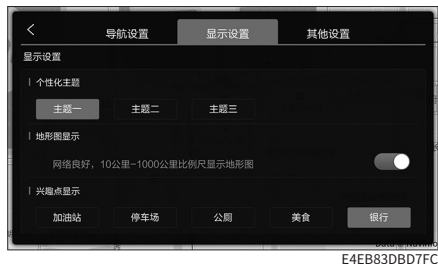 导航设置 显示设置 其他设置
显示设置
个性化主题
主题一 主题二 主题三
地形图显示
网络良好，10公里-1000公里比例尺显示地形图
兴趣点显示
加油站 停车场 公厕 美食 银行
E4EB83DBD7FC